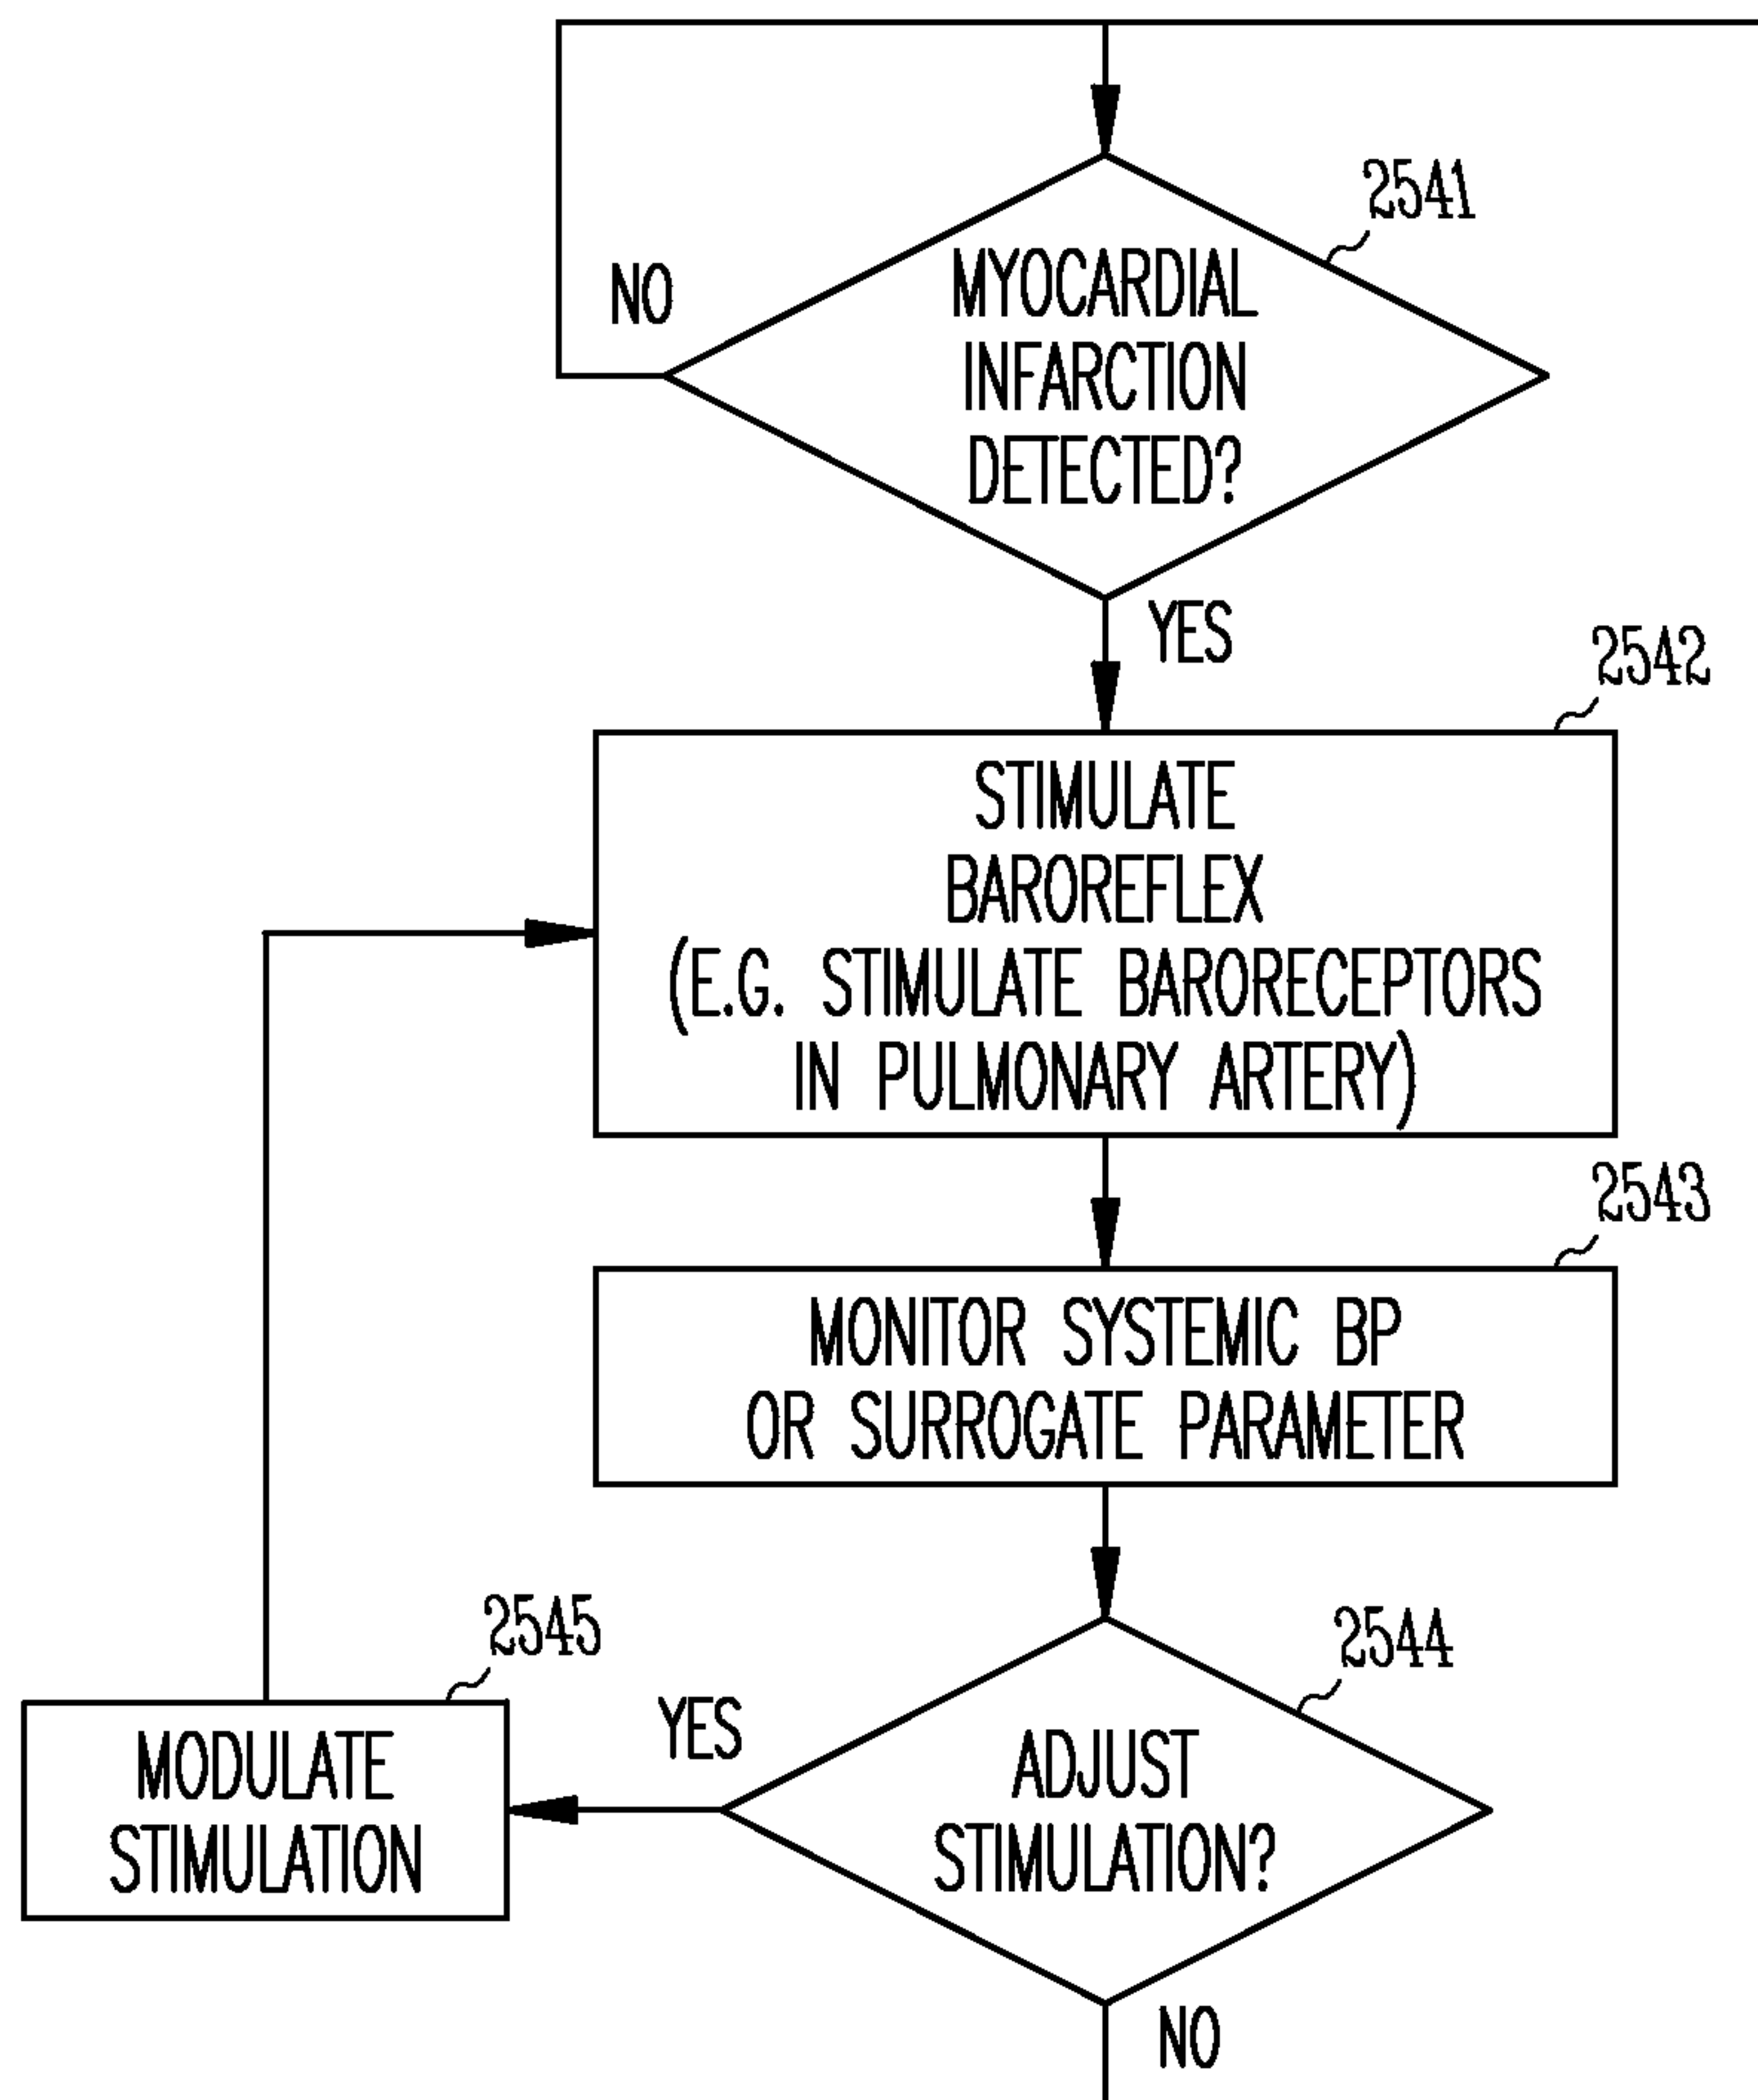 2541
NO
MYOCARDIAL
INFARCTION
DETECTED?
YES
2542
STIMULATE
BAROREFLEX
(E.G. STIMULATE BARORECEPTORS
IN PULMONARY ARTERY)
2543
MONITOR SYSTEMIC BP
OR SURROGATE PARAMETER
2545
2544
YES
MODULATE
STIMULATION
ADJUST
STIMULATION?
NO